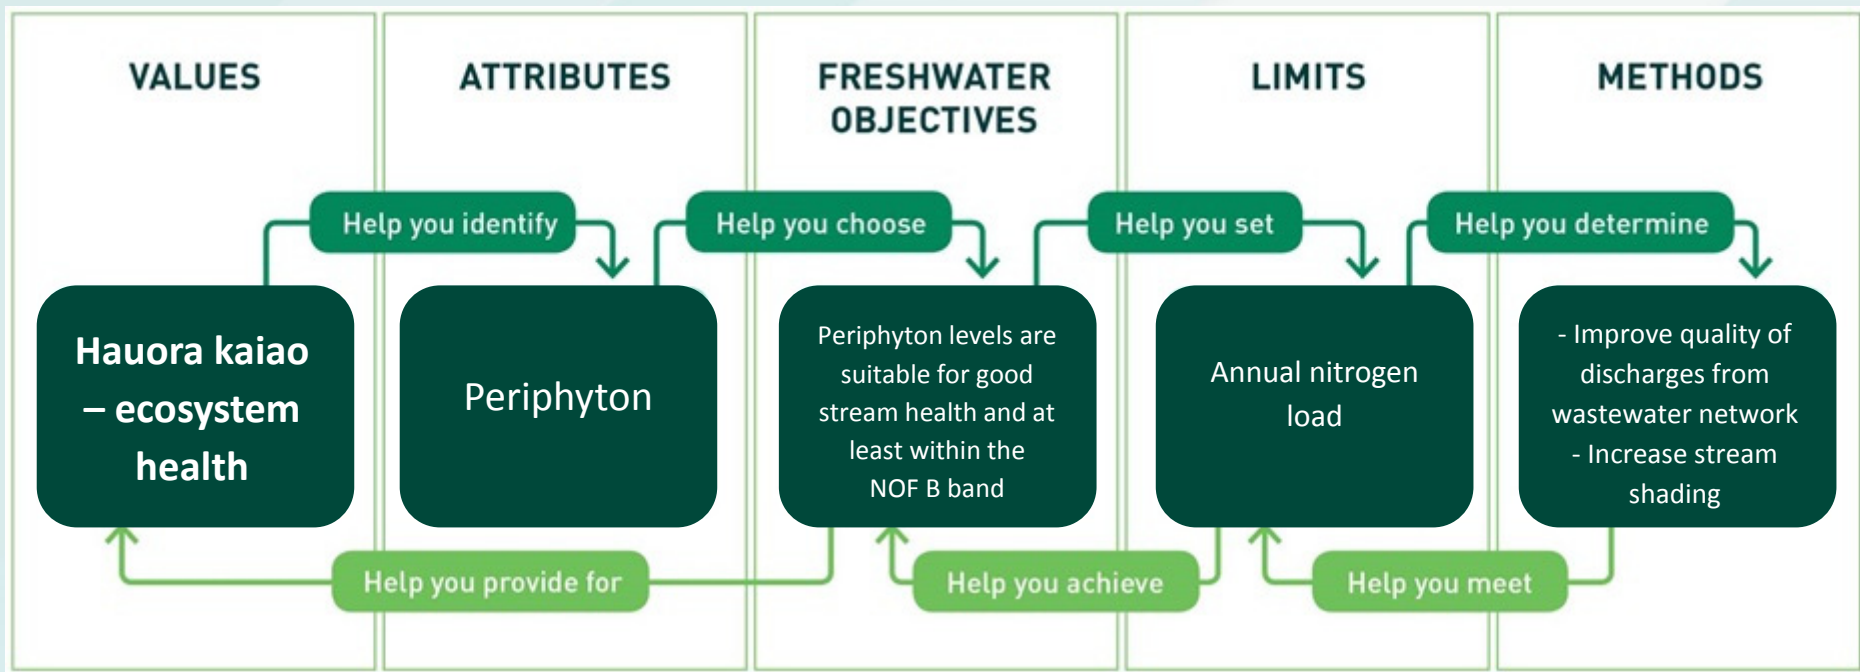 VALUES
ATTRIBUTES
FRESHWATER
OBJECTIVES
LIMITS
METHODS
Help you identify
Help you choose
Help you set
Help you determine
Hauora kaiao
– ecosystem
health
Periphyton
Periphyton levels are
suitable for good
stream health and at
least within the
NOF B band
Annual nitrogen
load
- Improve quality of
discharges from
wastewater network
- Increase stream
shading
Help you provide for
Help you achieve
Help you meet